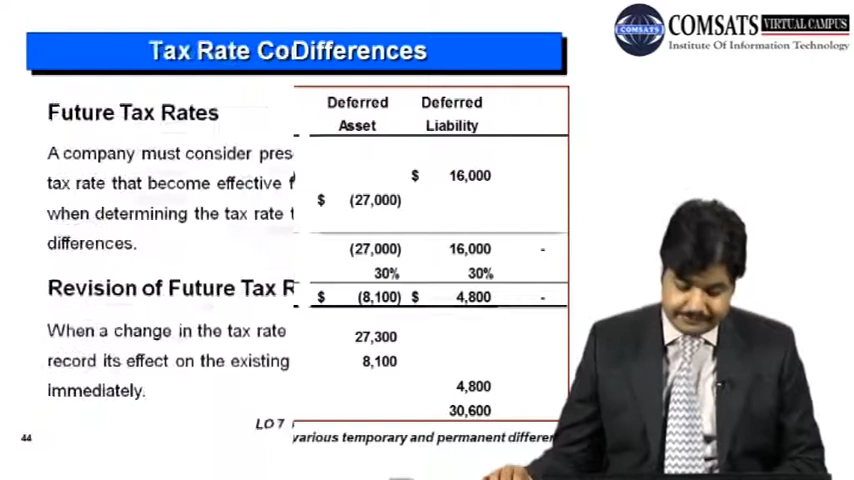 COMSATS VIRTUAL CAMPUS
Institute Of Information Technology
Tax Rate CoDifferences
Future Tax Rates
A company must consider pres
tax rate that become effective f
when determining the tax rate t
differences.
Revision of Future Tax R
When a change in the tax rate
record its effect on the existing
immediately.
LO 7
44
Deferred Deferred
Asset Liability
$ 16,000
$ (27,000)
(27,000) 16,000 -
30% 30%
$ (8,100) $ 4,800 -
27,300
8,100
4,800
30,600
various temporary and permanent differen